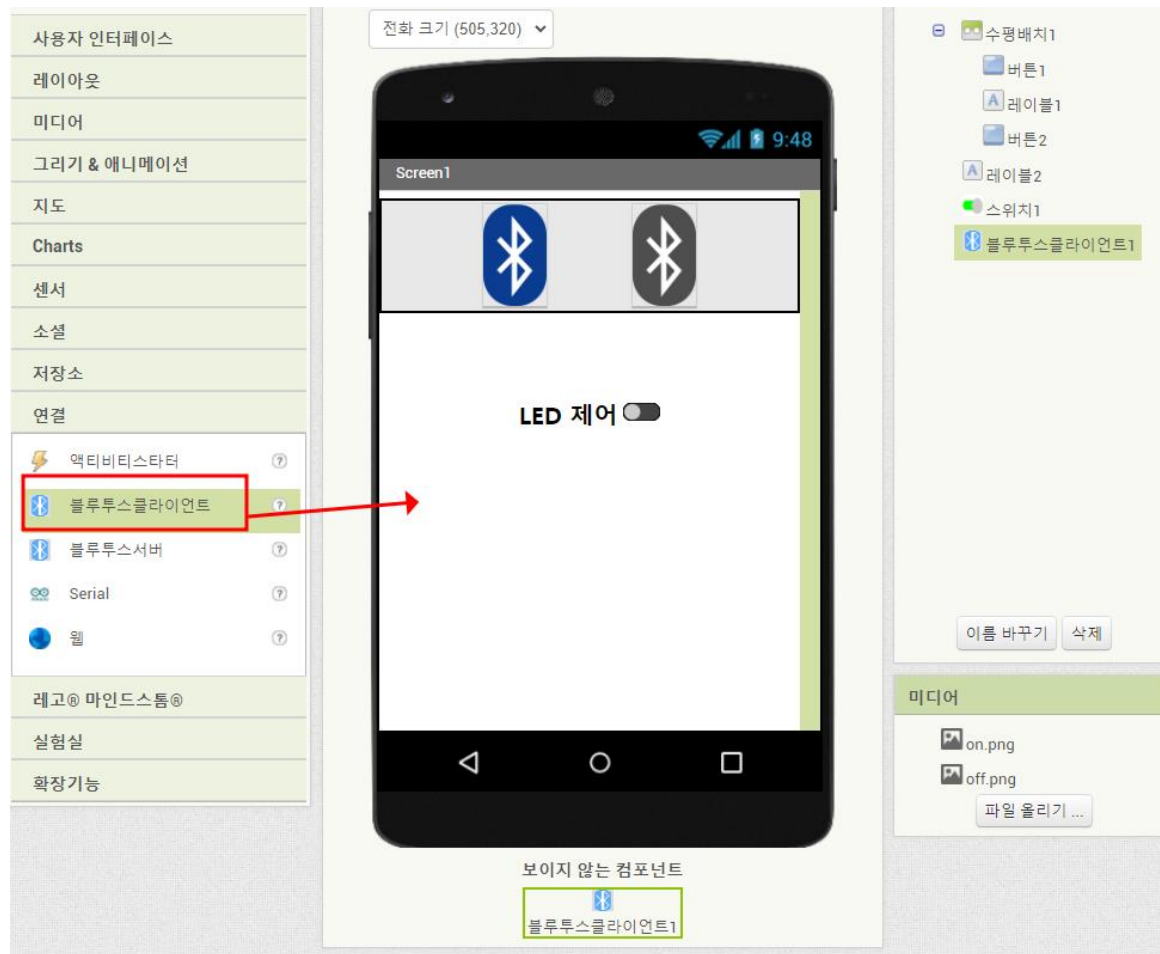 사용자 인터페이스
레이아웃
미디어
그리기 & 애니메이션
지도
Charts
센서
소셜
저장소
연결
액티비티스타터
블루투스클라이언트
블루투스서버
Serial
웹
레고® 마인드스톰®
실험실
확장기능
전화 크기 (505,320)
9:48
Screen1
LED 제어
보이지 않는 컴포넌트
블루투스클라이언트1
수평배치1
버튼1
레이블1
버튼2
레이블2
스위치1
블루투스클라이언트1
이름 바꾸기 삭제
미디어
on.png
off.png
파일 올리기 ...